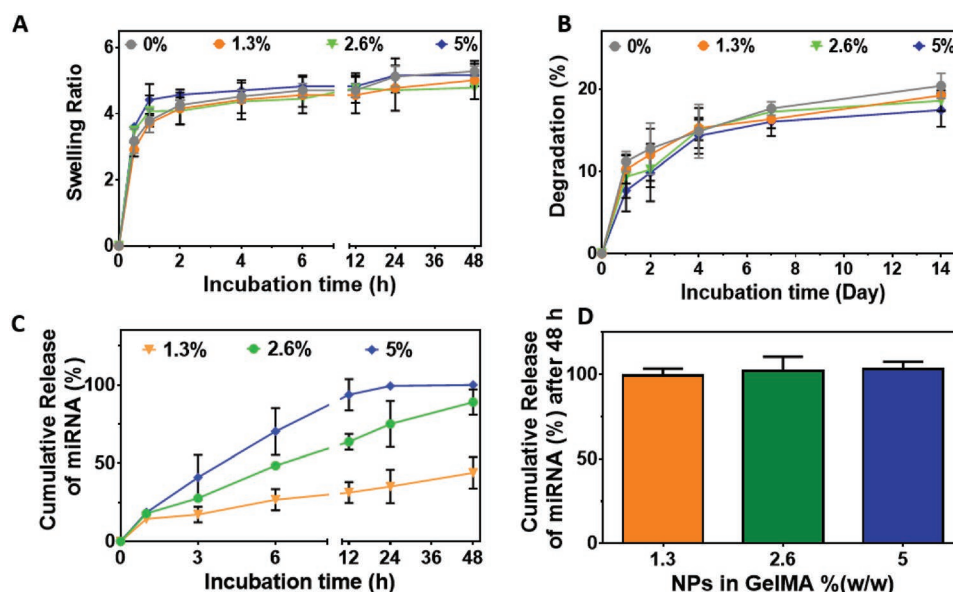 A
0% 1.3% 2.6% 5%
Swelling Ratio
6
4
2
0
0 2 4 6 12 24 36 48
Incubation time (h)
B
0% 1.3% 2.6% 5%
Degradation (%)
20
10
0
0 2 4 6 8 10 12 14
Incubation time (Day)
C
1.3% 2.6% 5%
Cumulative Release
of miRNA (%)
100
50
0
0 3 6 12 24 36 48
Incubation time (h)
D
Cumulative Release
of miRNA (%) after 48 h
100
50
0
1.3 2.6 5
NPs in GelMA %(w/w)